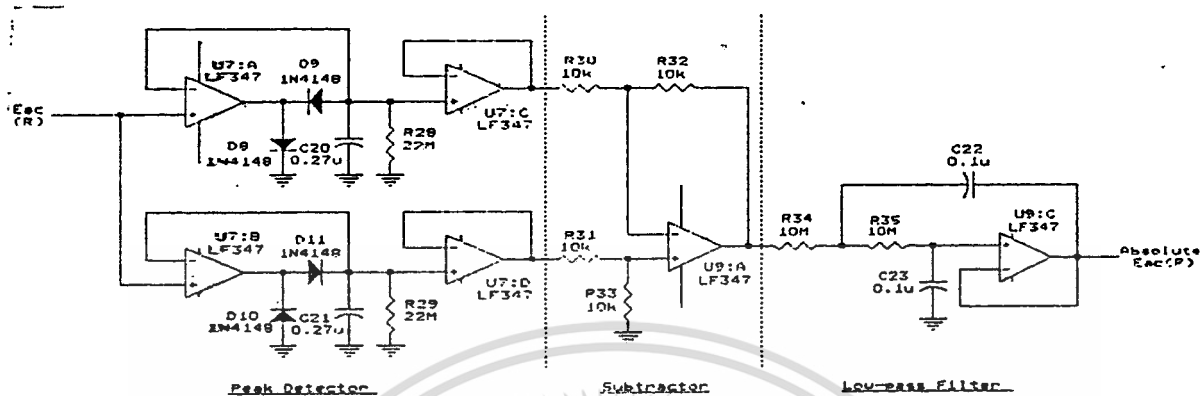 Eac
(R)
U7:A
LF347
D9
1N4148
D8
1N4148
C20
0.27u
R28
22M
U7:C
LF347
R30
10k
R32
10k
U7:B
LF347
D11
1N4148
D10
1N4148
C21
0.27u
R29
22M
U7:D
LF347
R31
10k
R33
10k
U9:A
LF347
R34
10M
R35
10M
C22
0.1u
C23
0.1u
U9:C
LF347
Absolute
Eac(R)
Peak Detector
Subtractor
Low-pass Filter